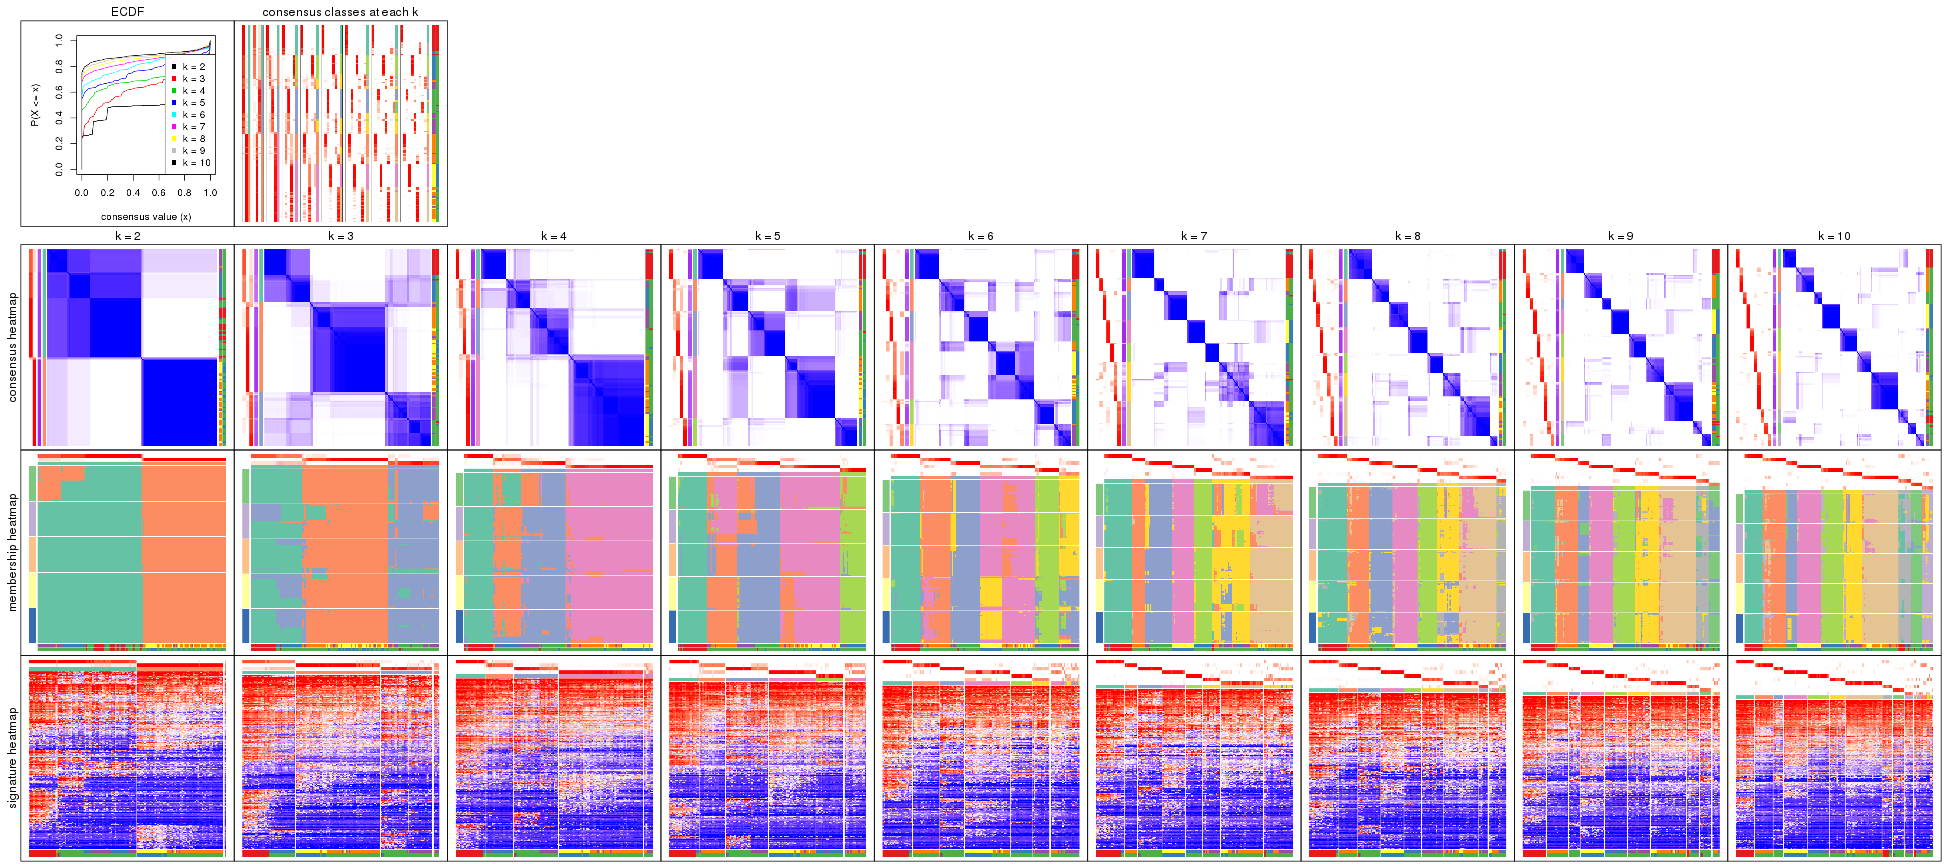 ECDF
consensus classes at each k
P(X <= x)
0.0 0.2 0.4 0.6 0.8 1.0
k = 2
k = 3
k = 4
k = 5
k = 6
k = 7
k = 8
k = 9
k = 10
0.0 0.2 0.4 0.6 0.8 1.0
consensus value (x)
k = 2 k = 3 k = 4 k = 5 k = 6 k = 7 k = 8 k = 9 k = 10
consensus heatmap
membership heatmap
signature heatmap